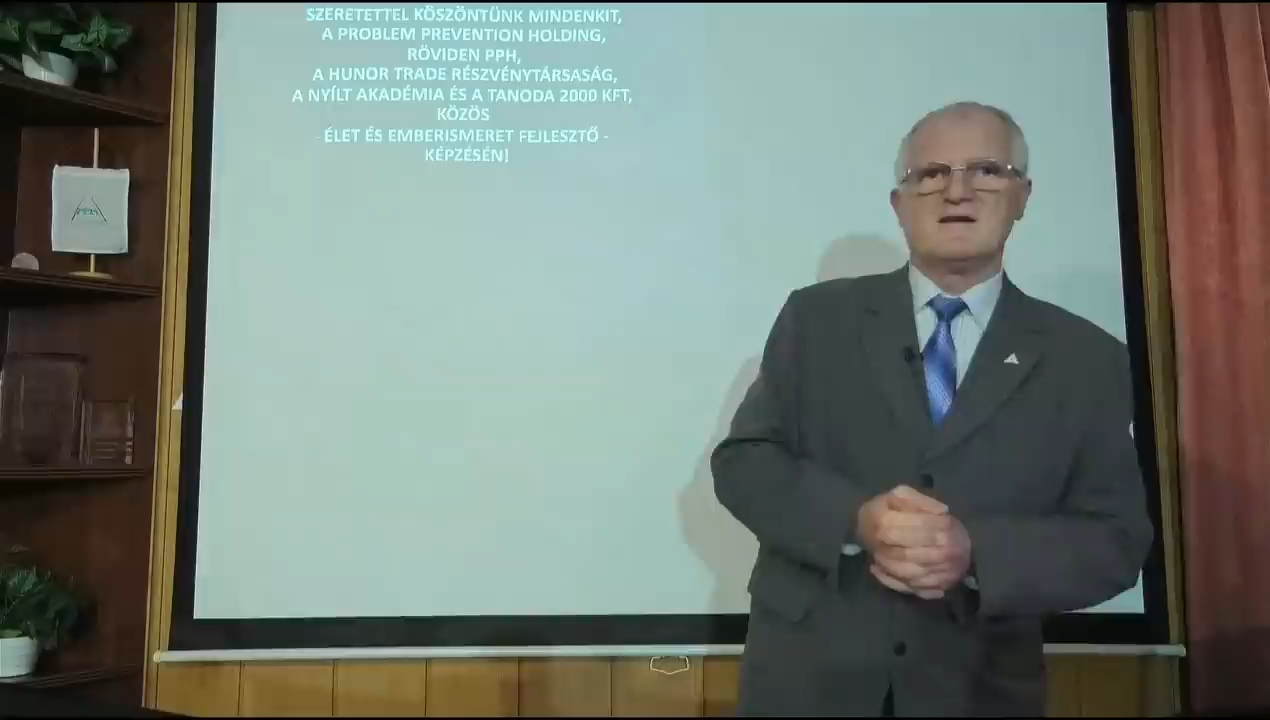 SZERETETTEL KÖSZÖNTÜNK MINDENKIT,
A PROBLEM PREVENTION HOLDING,
RÖVIDEN PPH,
A HUNOR TRADE RÉSZVÉNYTÁRSASÁG,
A NYÍLT AKADÉMIA ÉS A TANODA 2000 KFT,
KÖZÖS
- ÉLET ÉS EMBERISMERET FEJLESZTŐ -
KÉPZÉSÉN!